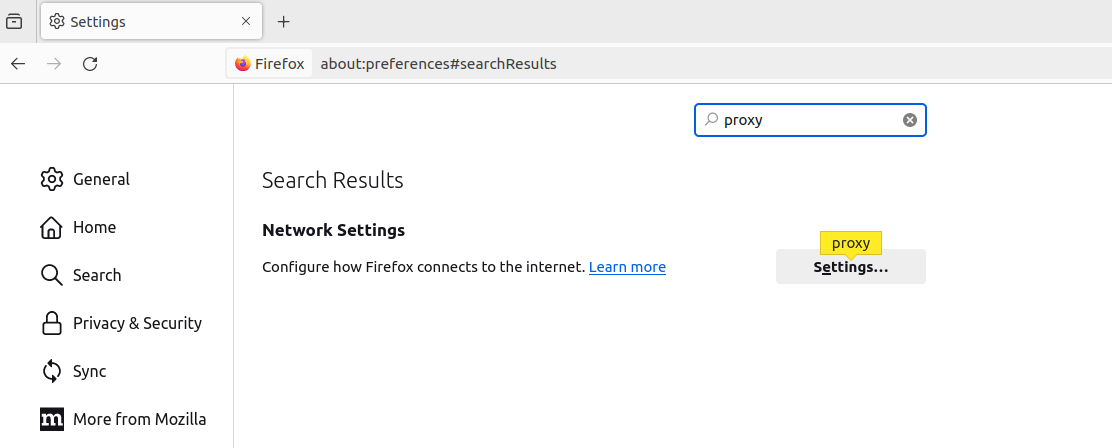 Settings
Firefox about:preferences#searchResults
proxy
General
Home
Search
Privacy & Security
Sync
More from Mozilla
Search Results
Network Settings
Configure how Firefox connects to the internet. Learn more
proxy
Settings…